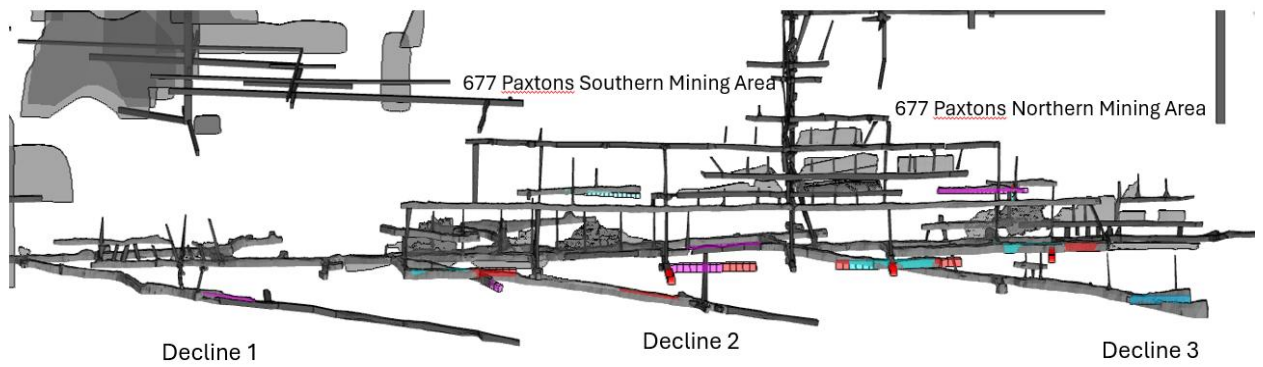 677 Paxtons Southern Mining Area
677 Paxtons Northern Mining Area
Decline 1
Decline 2
Decline 3